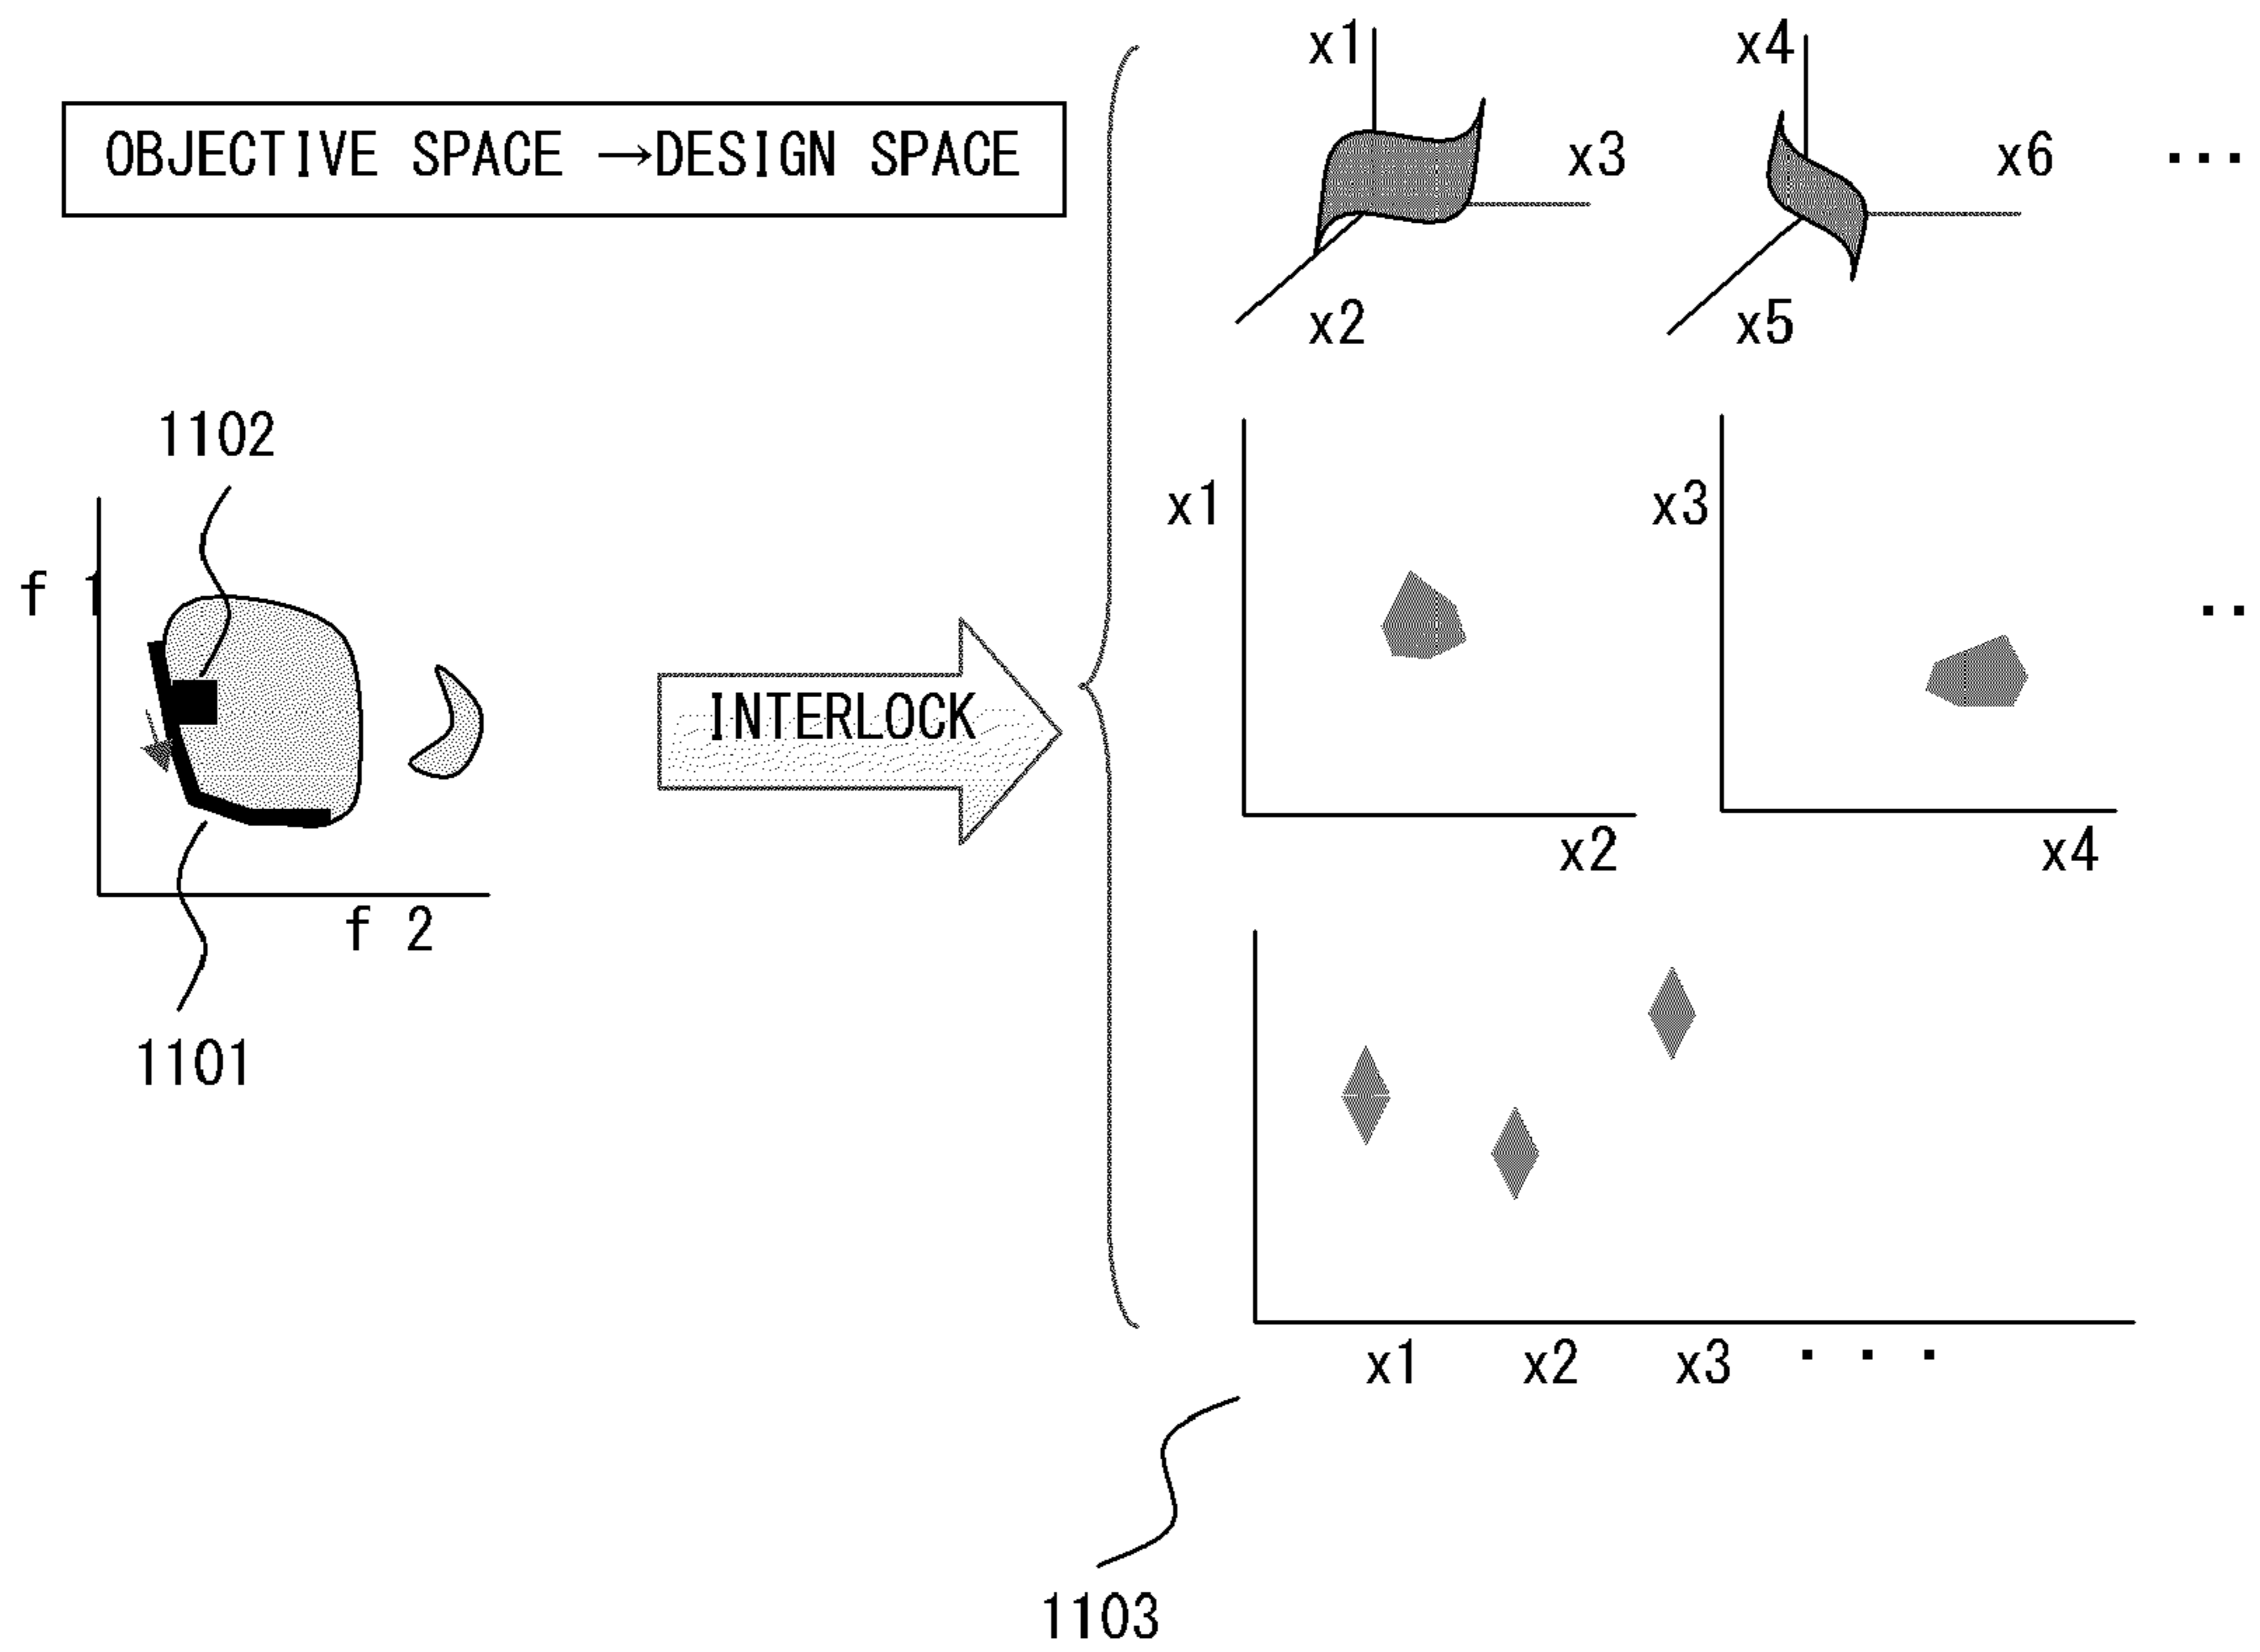 OBJECTIVE SPACE →DESIGN SPACE
x1
x3
x2
x4
x6
x5
...
1102
f 1
f 2
1101
INTERLOCK
x1
x2
x3
x4
..
x1 x2 x3 . . .
1103